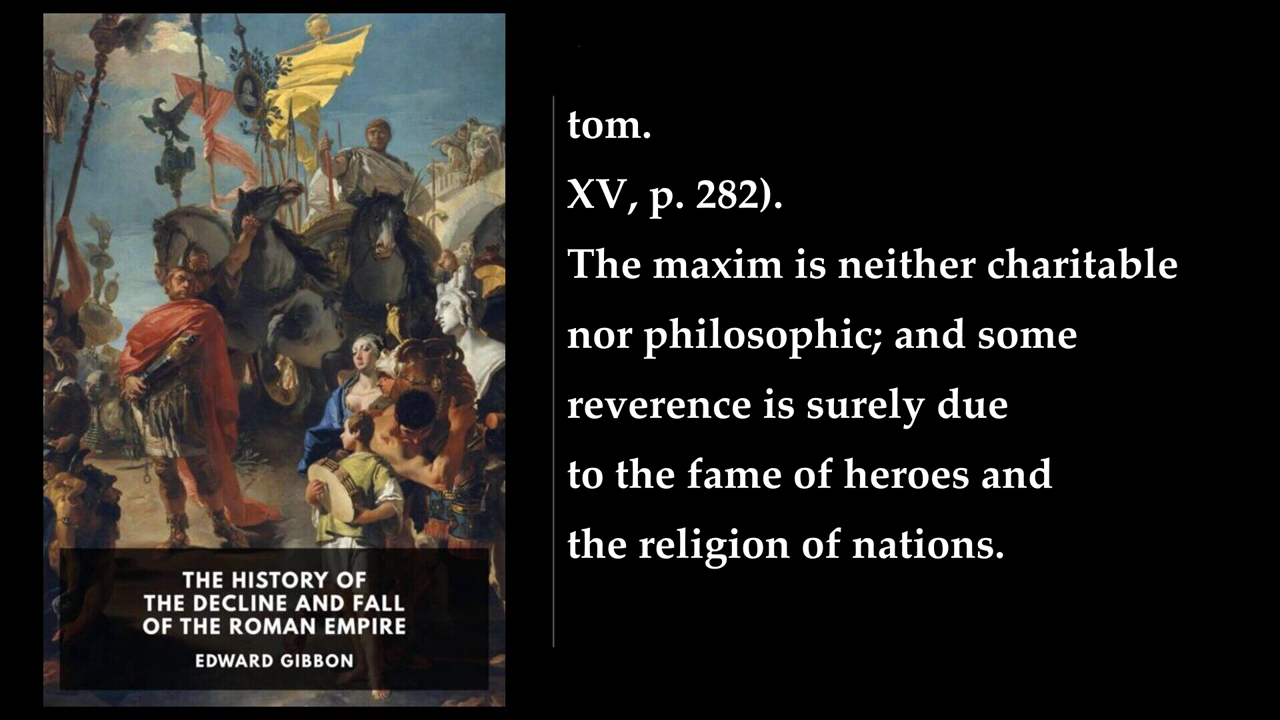 THE HISTORY OF
THE DECLINE AND FALL
OF THE ROMAN EMPIRE
EDWARD GIBBON
tom.
XV, p. 282).
The maxim is neither charitable
nor philosophic; and some
reverence is surely due
to the fame of heroes and
the religion of nations.